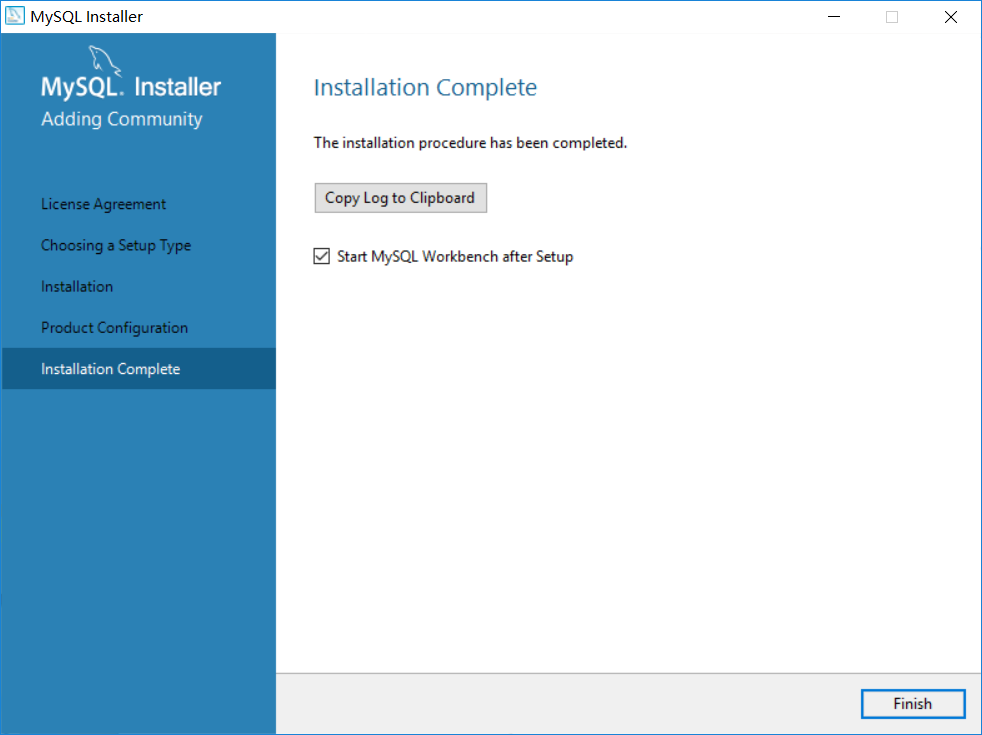 MySQL Installer
MySQL. Installer
Adding Community
License Agreement
Choosing a Setup Type
Installation
Product Configuration
Installation Complete
Installation Complete
The installation procedure has been completed.
Copy Log to Clipboard
Start MySQL Workbench after Setup
Finish